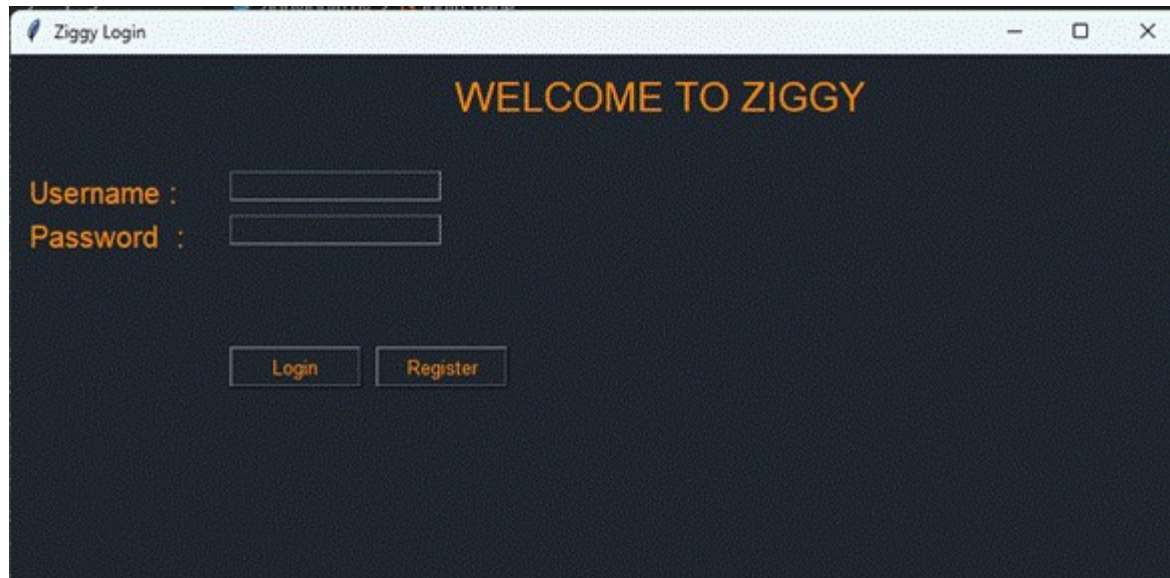 Ziggy Login
WELCOME TO ZIGGY
Username :
Password :
Login Register